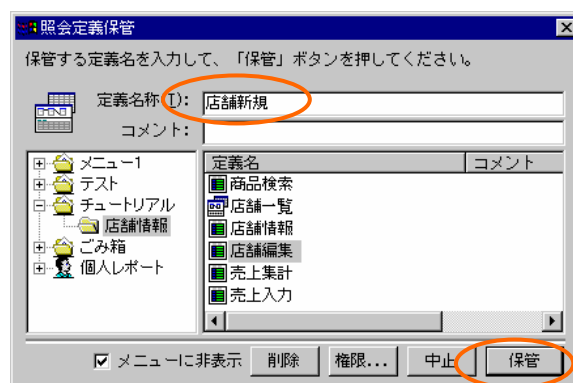 照会定義保管
保管する定義名を入力して、「保管」ボタンを押してください。
定義名称(T): 店舗新規
コメント:
メニュー1
テスト
チュートリアル
店舗情報
ごみ箱
個人レポート
定義名 コメント
商品検索
店舗一覧
店舗情報
店舗編集
売上集計
売上入力
メニューに非表示 削除 権限... 中止 保管